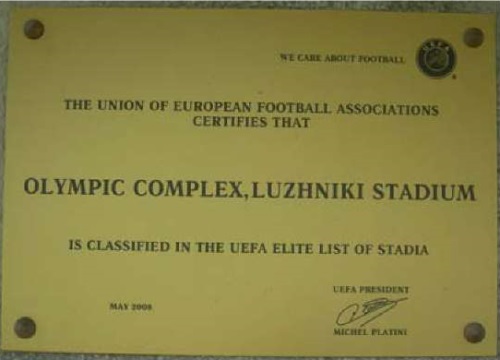 WE CARE ABOUT FOOTBALL
UEFA
THE UNION OF EUROPEAN FOOTBALL ASSOCIATIONS
CERTIFIES THAT
OLYMPIC COMPLEX, LUZHNIKI STADIUM
IS CLASSIFIED IN THE UEFA ELITE LIST OF STADIA
UEFA PRESIDENT
MAY 2008
MICHEL PLATINI